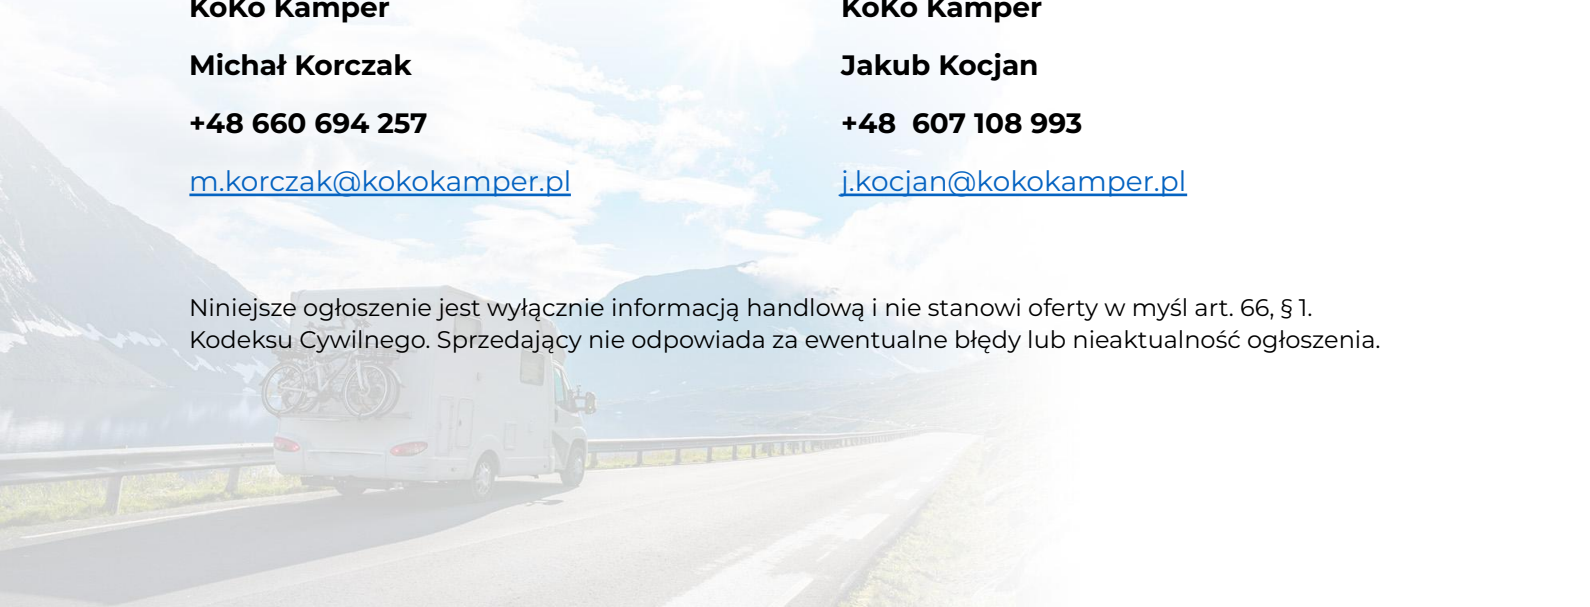 KoKo Kamper
Michał Korczak
+48 660 694 257
m.korczak@kokokamper.pl
KoKo Kamper
Jakub Kocjan
+48  607 108 993
j.kocjan@kokokamper.pl
Niniejsze ogłoszenie jest wyłącznie informacją handlową i nie stanowi oferty w myśl art. 66, § 1.
Kodeksu Cywilnego. Sprzedający nie odpowiada za ewentualne błędy lub nieaktualność ogłoszenia.